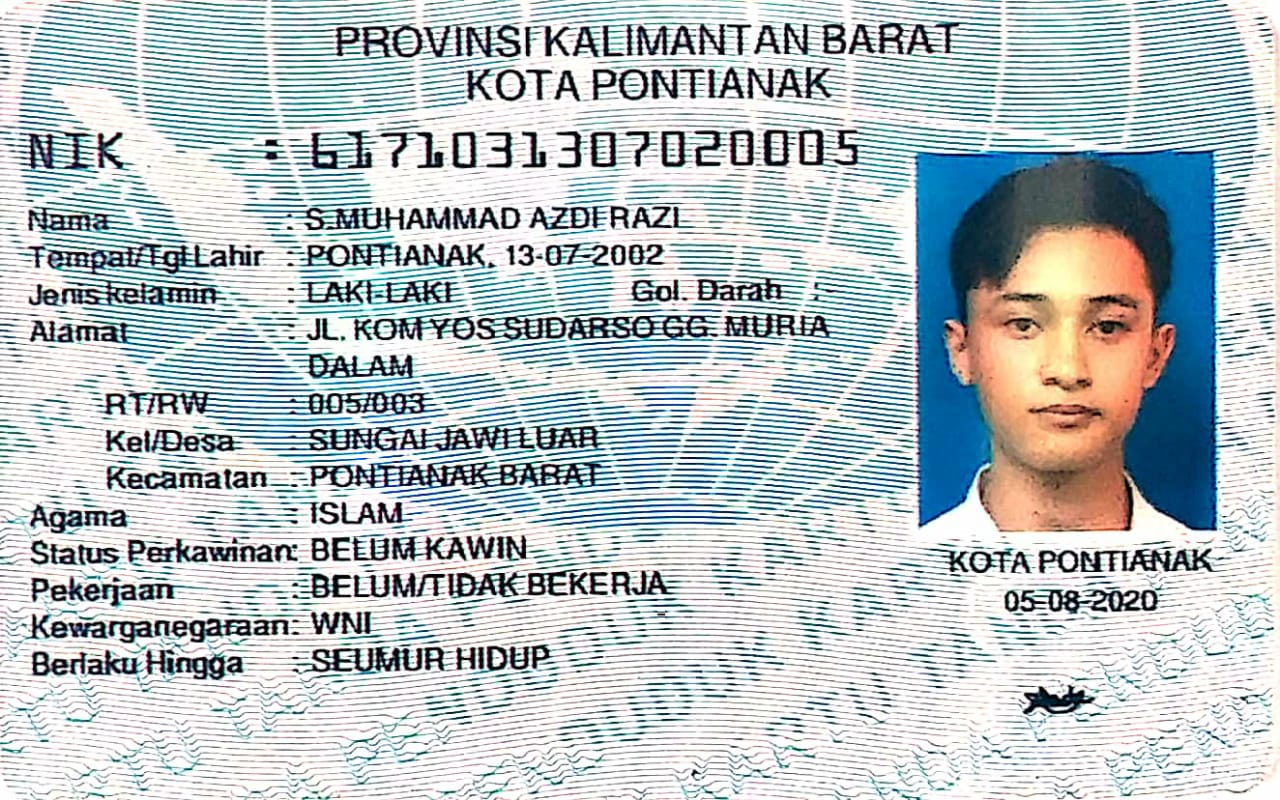 PROVINSI KALIMANTAN BARAT
KOTA PONTIANAK
NIK : 6171031307020005
Nama : S.MUHAMMAD AZDI RAZI
Tempat/Tgl Lahir : PONTIANAK, 13-07-2002
Jenis kelamin : LAKI-LAKI Gol. Darah : -
Alamat : JL. KOM YOS SUDARSO GG. MURIA
DALAM
RT/RW : 005/003
Kel/Desa : SUNGAI JAWI LUAR
Kecamatan : PONTIANAK BARAT
Agama : ISLAM
Status Perkawinan: BELUM KAWIN
Pekerjaan : BELUM/TIDAK BEKERJA
Kewarganegaraan: WNI
Berlaku Hingga : SEUMUR HIDUP
KOTA PONTIANAK
05-08-2020